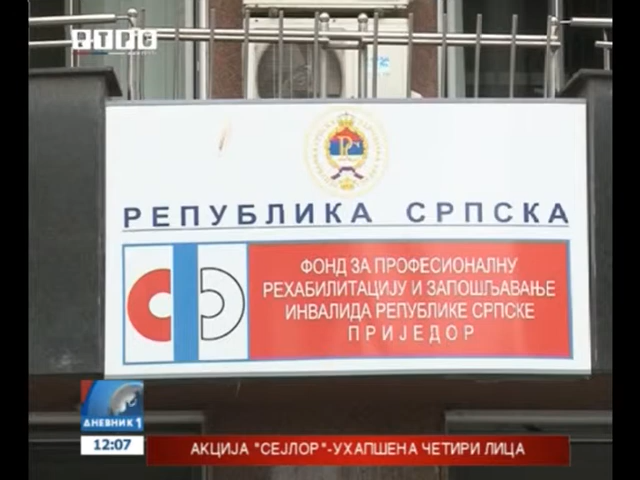 РТРС
РЕПУБЛИКА СРПСКА
ФОНД ЗА ПРОФЕСИОНАЛНУ
РЕХАБИЛИТАЦИЈУ И ЗАПОШЉАВАЊЕ
ИНВАЛИДА РЕПУБЛИКЕ СРПСКЕ
ПРИЈЕДОР
ДНЕВНИК 1
12:07
АКЦИЈА "СЕЈЛОР"-УХАПШЕНА ЧЕТИРИ ЛИЦА